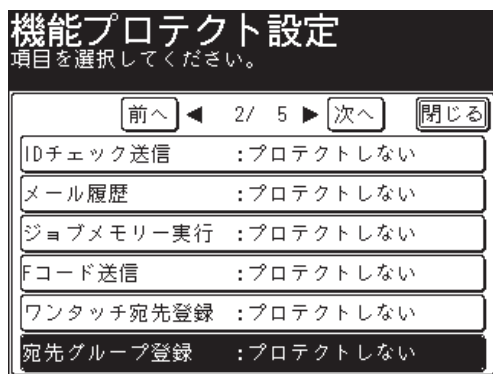 機能プロテクト設定
項目を選択してください。
前へ ◀ 2/ 5 ▶ 次へ 閉じる
IDチェック送信 :プロテクトしない
メール履歴 :プロテクトしない
ジョブメモリー実行 :プロテクトしない
Fコード送信 :プロテクトしない
ワンタッチ宛先登録 :プロテクトしない
宛先グループ登録 :プロテクトしない